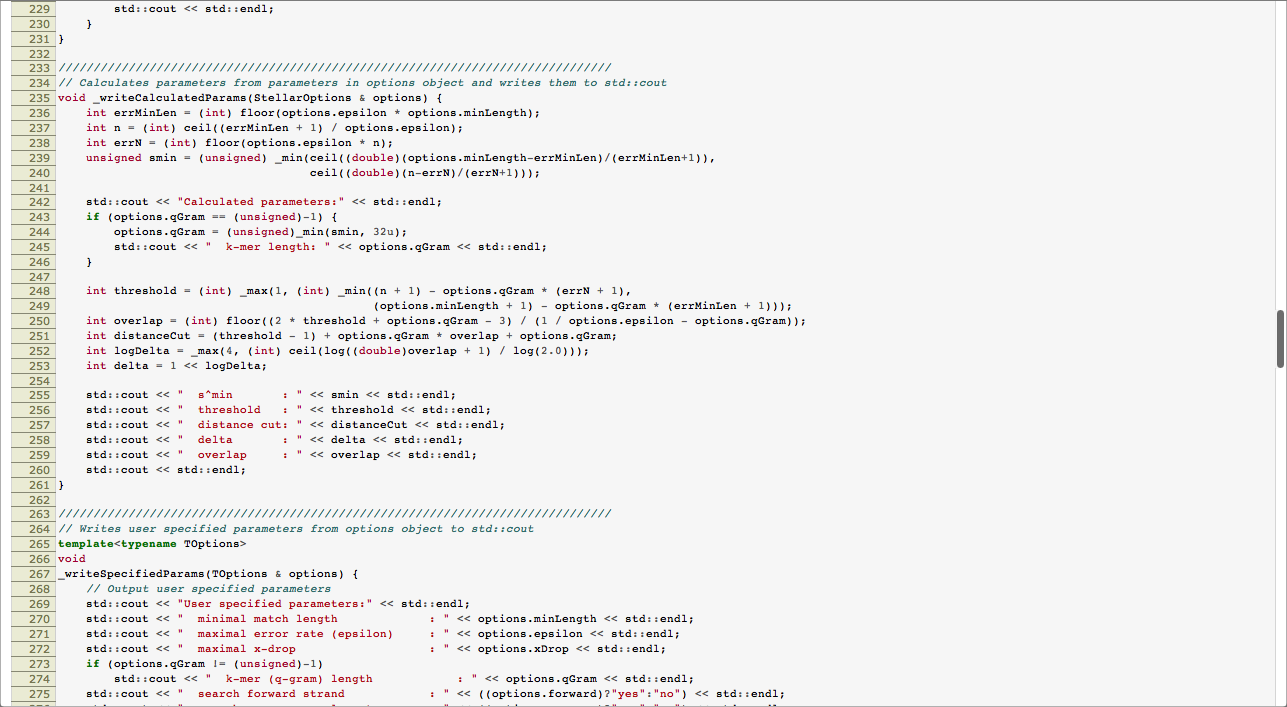 229         std::cout << std::endl;
230     }
231 }
232
233 ///////////////////////////////////////////////////////////////////////////////
234 // Calculates parameters from parameters in options object and writes them to std::cout
235 void _writeCalculatedParams(StellarOptions & options) {
236     int errMinLen = (int) floor(options.epsilon * options.minLength);
237     int n = (int) ceil((errMinLen + 1) / options.epsilon);
238     int errN = (int) floor(options.epsilon * n);
239     unsigned smin = (unsigned) _min(ceil((double)(options.minLength-errMinLen)/(errMinLen+1)),
240                                     ceil((double)(n-errN)/(errN+1)));
241
242     std::cout << "Calculated parameters:" << std::endl;
243     if (options.qGram == (unsigned)-1) {
244         options.qGram = (unsigned)_min(smin, 32u);
245         std::cout << "  k-mer length: " << options.qGram << std::endl;
246     }
247
248     int threshold = (int) _max(1, (int) _min((n + 1) - options.qGram * (errN + 1),
249                                              (options.minLength + 1) - options.qGram * (errMinLen + 1)));
250     int overlap = (int) floor((2 * threshold + options.qGram - 3) / (1 / options.epsilon - options.qGram));
251     int distanceCut = (threshold - 1) + options.qGram * overlap + options.qGram;
252     int logDelta = _max(4, (int) ceil(log((double)overlap + 1) / log(2.0)));
253     int delta = 1 << logDelta;
254
255     std::cout << "  s^min       : " << smin << std::endl;
256     std::cout << "  threshold   : " << threshold << std::endl;
257     std::cout << "  distance cut: " << distanceCut << std::endl;
258     std::cout << "  delta       : " << delta << std::endl;
259     std::cout << "  overlap     : " << overlap << std::endl;
260     std::cout << std::endl;
261 }
262
263 ///////////////////////////////////////////////////////////////////////////////
264 // Writes user specified parameters from options object to std::cout
265 template<typename TOptions>
266 void
267 _writeSpecifiedParams(TOptions & options) {
268     // Output user specified parameters
269     std::cout << "User specified parameters:" << std::endl;
270     std::cout << "  minimal match length             : " << options.minLength << std::endl;
271     std::cout << "  maximal error rate (epsilon)     : " << options.epsilon << std::endl;
272     std::cout << "  maximal x-drop                   : " << options.xDrop << std::endl;
273     if (options.qGram != (unsigned)-1)
274         std::cout << "  k-mer (q-gram) length            : " << options.qGram << std::endl;
275     std::cout << "  search forward strand            : " << ((options.forward)?"yes":"no") << std::endl;